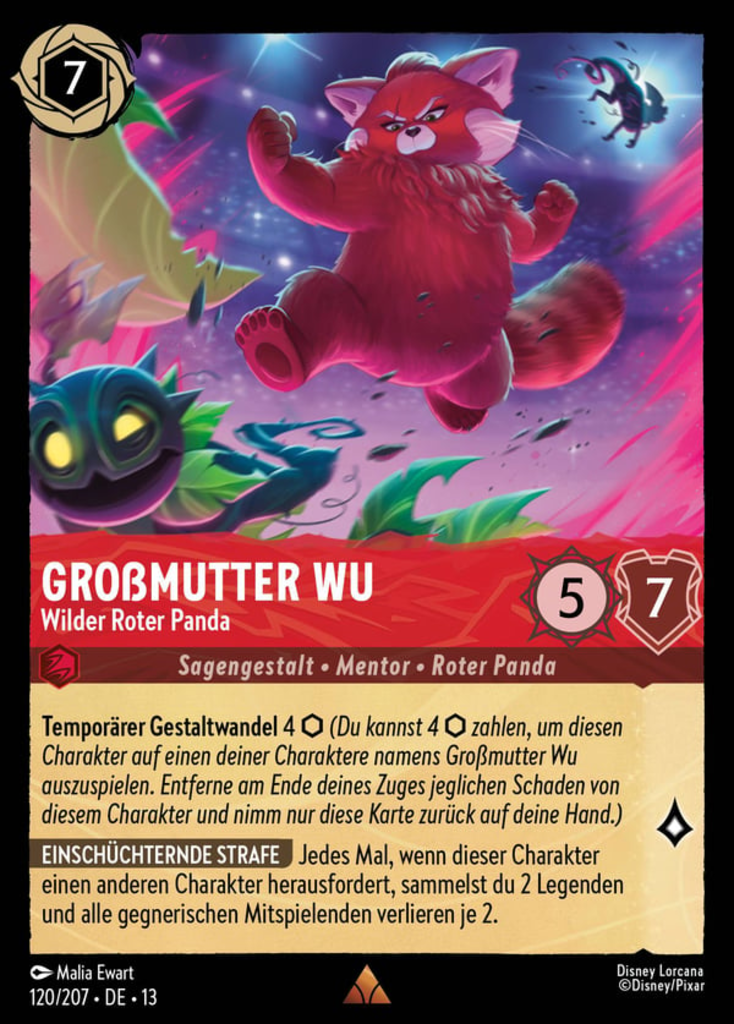 7
GROẞMUTTER WU
Wilder Roter Panda
5
7
Sagengestalt • Mentor • Roter Panda
Temporärer Gestaltwandel 4 ⬡ (Du kannst 4 ⬡ zahlen, um diesen
Charakter auf einen deiner Charaktere namens Großmutter Wu
auszuspielen. Entferne am Ende deines Zuges jeglichen Schaden von
diesem Charakter und nimm nur diese Karte zurück auf deine Hand.)
EINSCHÜCHTERNDE STRAFE Jedes Mal, wenn dieser Charakter
einen anderen Charakter herausfordert, sammelst du 2 Legenden
und alle gegnerischen Mitspielenden verlieren je 2.
Malia Ewart
120/207 • DE • 13
Disney Lorcana
©Disney/Pixar